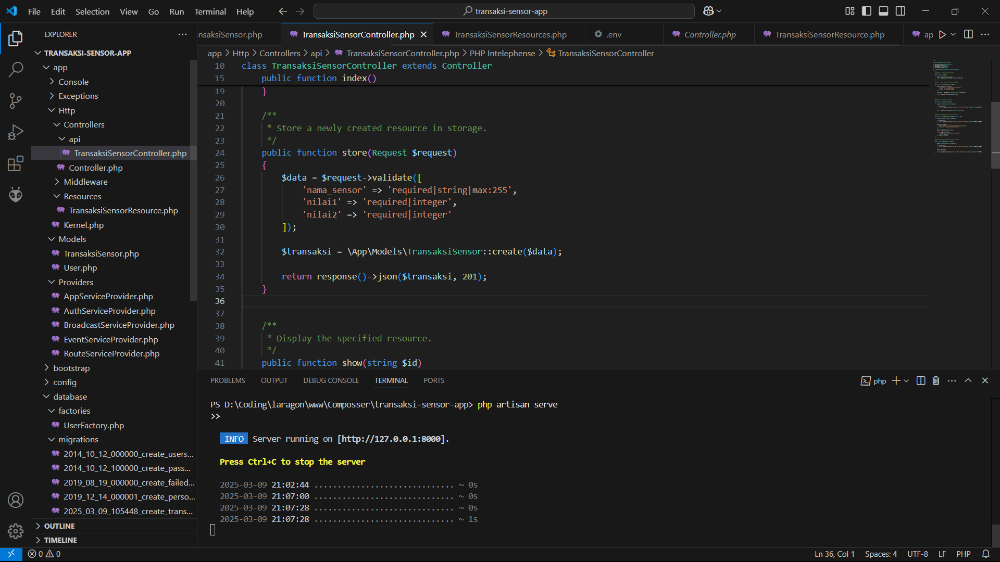 File Edit Selection View Go Run Terminal Help
transaksi-sensor-app
EXPLORER
TRANSAKSI-SENSOR-APP
app
Console
Exceptions
Http
Controllers
api
TransaksiSensorController.php
Controller.php
Middleware
Resources
TransaksiSensorResource.php
Kernel.php
Models
TransaksiSensor.php
User.php
Providers
AppServiceProvider.php
AuthServiceProvider.php
BroadcastServiceProvider.php
EventServiceProvider.php
RouteServiceProvider.php
bootstrap
config
database
factories
UserFactory.php
migrations
2014_10_12_000000_create_users...
2014_10_12_100000_create_pass...
2019_08_19_000000_create_failed...
2019_12_14_000001_create_perso...
2025_03_09_105448_create_trans...
OUTLINE
TIMELINE
nsaksiSensor.php TransaksiSensorController.php TransaksiSensorResources.php .env Controller.php TransaksiSensorResource.php ap
app > Http > Controllers > api > TransaksiSensorController.php > PHP Intelephense > TransaksiSensorController
10 class TransaksiSensorController extends Controller
15 public function index()
19 }
20
21 /**
22 * Store a newly created resource in storage.
23 */
24 public function store(Request $request)
25 {
26 $data = $request->validate([
27 'nama_sensor' => 'required|string|max:255',
28 'nilai1' => 'required|integer',
29 'nilai2' => 'required|integer'
30 ]);
31
32 $transaksi = \App\Models\TransaksiSensor::create($data);
33
34 return response()->json($transaksi, 201);
35 }
36
37
38 /**
39 * Display the specified resource.
40 */
41 public function show(string $id)
PROBLEMS OUTPUT DEBUG CONSOLE TERMINAL PORTS
php
PS D:\Coding\laragon\www\Composser\transaksi-sensor-app> php artisan serve
>>
INFO Server running on [http://127.0.0.1:8000].
Press Ctrl+C to stop the server
2025-03-09 21:02:44 .............................. ~ 0s
2025-03-09 21:07:00 .............................. ~ 0s
2025-03-09 21:07:28 .............................. ~ 0s
2025-03-09 21:07:28 .............................. ~ 1s
0 0
Ln 36, Col 1 Spaces: 4 UTF-8 LF PHP